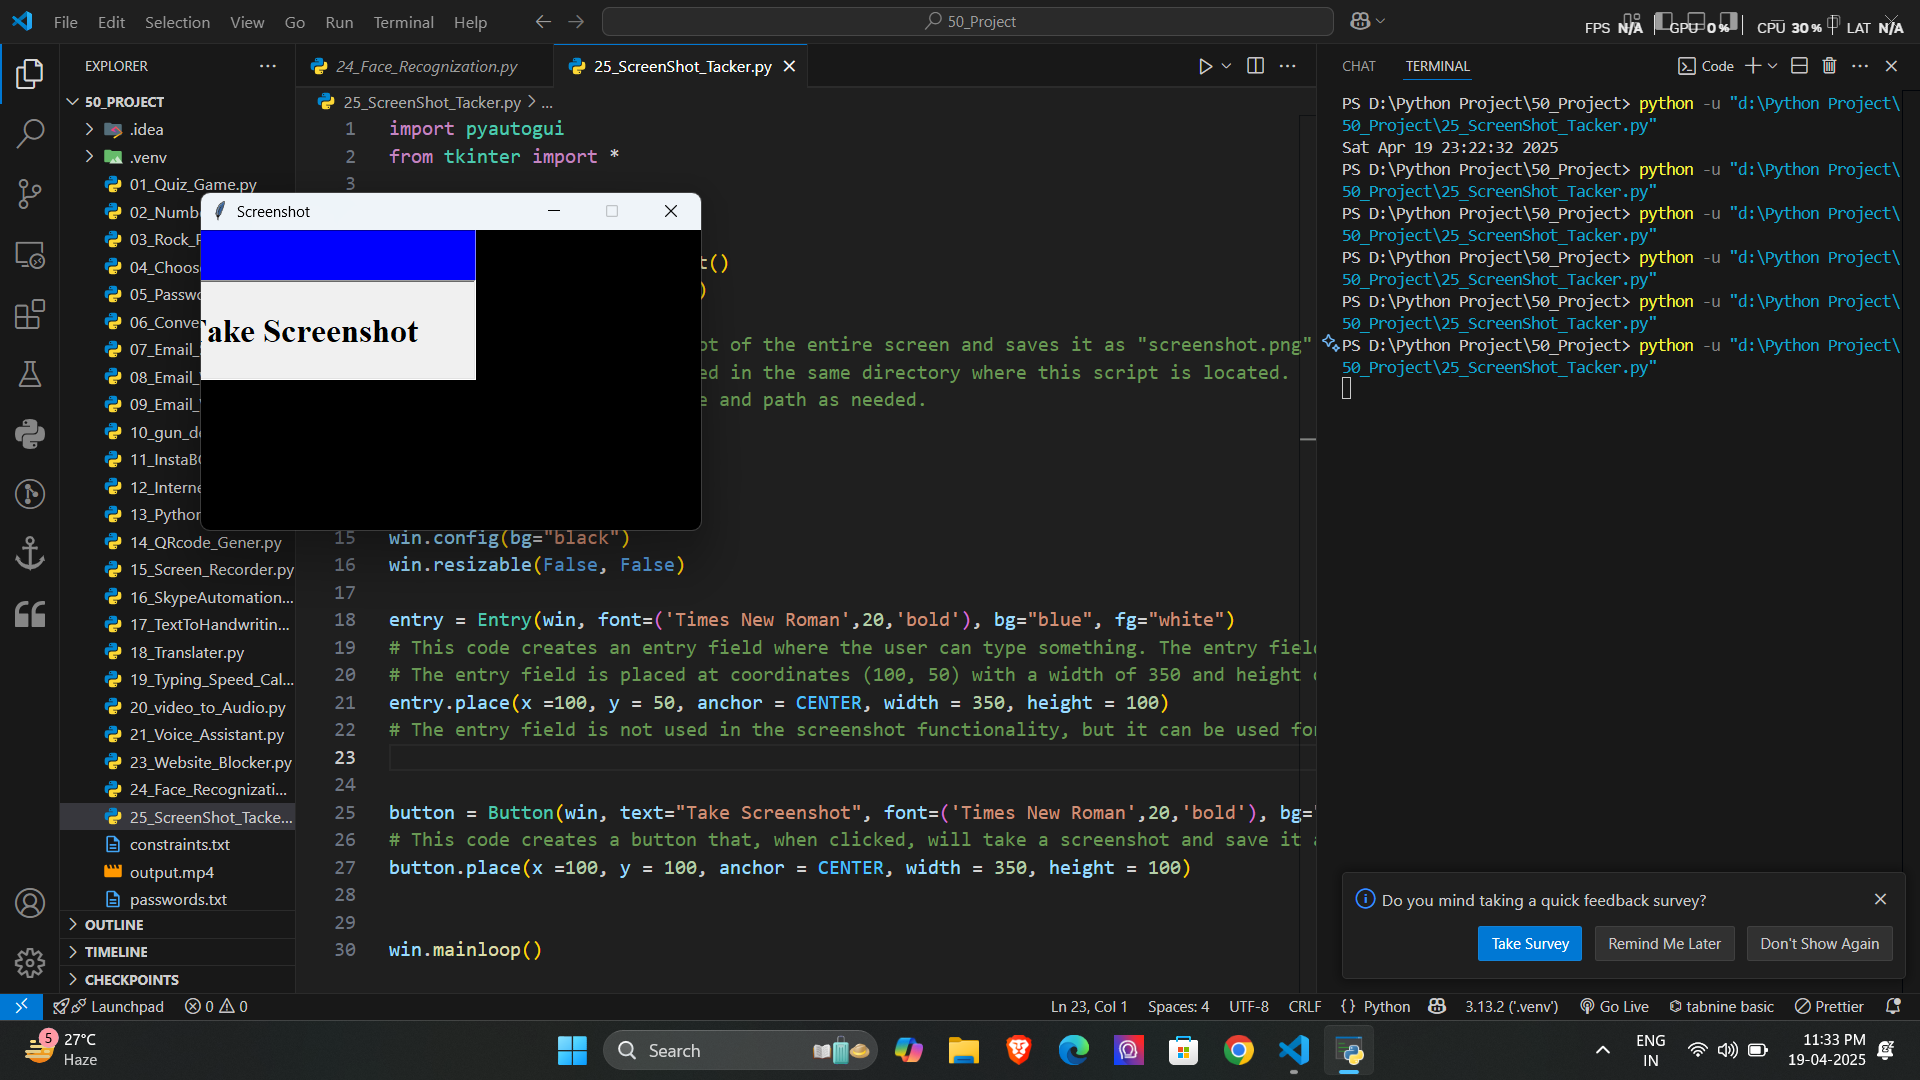 File Edit Selection View Go Run Terminal Help
50_Project
FPS N/A GPU 0% CPU 30% LAT N/A
EXPLORER
24_Face_Recognization.py
25_ScreenShot_Tacker.py
CHAT TERMINAL
Code
50_PROJECT
.idea
.venv
01_Quiz_Game.py
02_Numb
03_Rock_P
04_Choos
05_Passwo
06_Conve
07_Email_
08_Email_
09_Email_
10_gun_de
11_InstaB
12_Interne
13_Python
14_QRcode_Gener.py
15_Screen_Recorder.py
16_SkypeAutomation...
17_TextToHandwritin...
18_Translater.py
19_Typing_Speed_Cal...
20_video_to_Audio.py
21_Voice_Assistant.py
23_Website_Blocker.py
24_Face_Recognizati...
25_ScreenShot_Tacke...
constraints.txt
output.mp4
passwords.txt
OUTLINE
TIMELINE
CHECKPOINTS
25_ScreenShot_Tacker.py > ...
1 import pyautogui
2 from tkinter import *
3
Screenshot
ake Screenshot
t()
)
ot of the entire screen and saves it as "screenshot.png"
ed in the same directory where this script is located.
e and path as needed.
15 win.config(bg="black")
16 win.resizable(False, False)
17
18 entry = Entry(win, font=('Times New Roman',20,'bold'), bg="blue", fg="white")
19 # This code creates an entry field where the user can type something. The entry fiel
20 # The entry field is placed at coordinates (100, 50) with a width of 350 and height o
21 entry.place(x =100, y = 50, anchor = CENTER, width = 350, height = 100)
22 # The entry field is not used in the screenshot functionality, but it can be used for
23
24
25 button = Button(win, text="Take Screenshot", font=('Times New Roman',20,'bold'), bg="
26 # This code creates a button that, when clicked, will take a screenshot and save it a
27 button.place(x =100, y = 100, anchor = CENTER, width = 350, height = 100)
28
29
30 win.mainloop()
PS D:\Python Project\50_Project> python -u "d:\Python Project\
50_Project\25_ScreenShot_Tacker.py"
Sat Apr 19 23:22:32 2025
PS D:\Python Project\50_Project> python -u "d:\Python Project\
50_Project\25_ScreenShot_Tacker.py"
PS D:\Python Project\50_Project> python -u "d:\Python Project\
50_Project\25_ScreenShot_Tacker.py"
PS D:\Python Project\50_Project> python -u "d:\Python Project\
50_Project\25_ScreenShot_Tacker.py"
PS D:\Python Project\50_Project> python -u "d:\Python Project\
50_Project\25_ScreenShot_Tacker.py"
PS D:\Python Project\50_Project> python -u "d:\Python Project\
50_Project\25_ScreenShot_Tacker.py"
Do you mind taking a quick feedback survey?
Take Survey Remind Me Later Don't Show Again
Launchpad 0 0 Ln 23, Col 1 Spaces: 4 UTF-8 CRLF {} Python 3.13.2 ('.venv') Go Live tabnine basic Prettier
5 27°C
Haze
Search
ENG
IN
11:33 PM
19-04-2025